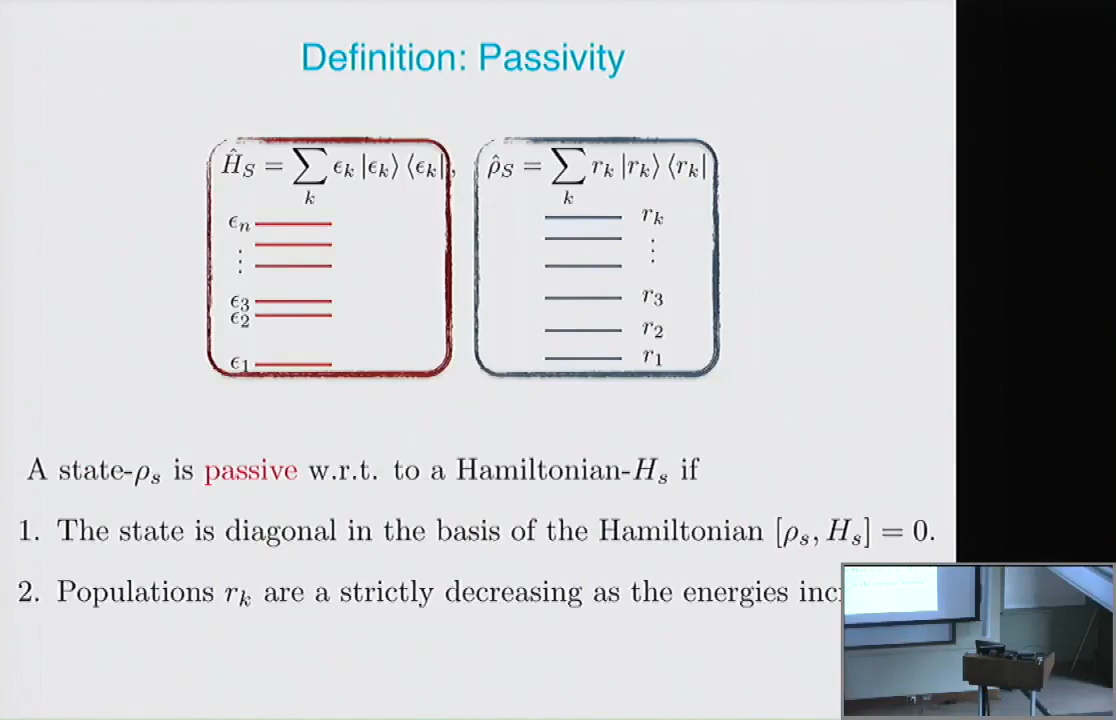 Definition: Passivity
Ĥ_S = ∑_k ϵ_k |ϵ_k⟩ ⟨ϵ_k|, ρ̂_S = ∑_k r_k |r_k⟩ ⟨r_k|
ϵ_n r_k
⋮ ⋮
ϵ_3 r_3
ϵ_2 r_2
ϵ_1 r_1
A state-ρ_s is passive w.r.t. to a Hamiltonian-H_s if
1. The state is diagonal in the basis of the Hamiltonian [ρ_s, H_s] = 0.
2. Populations r_k are a strictly decreasing as the energies inc